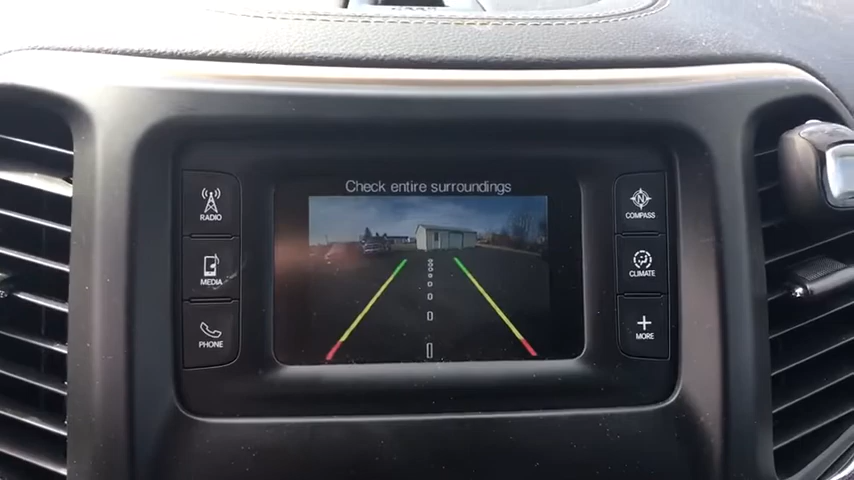 Check entire surroundings
RADIO
MEDIA
PHONE
COMPASS
CLIMATE
MORE